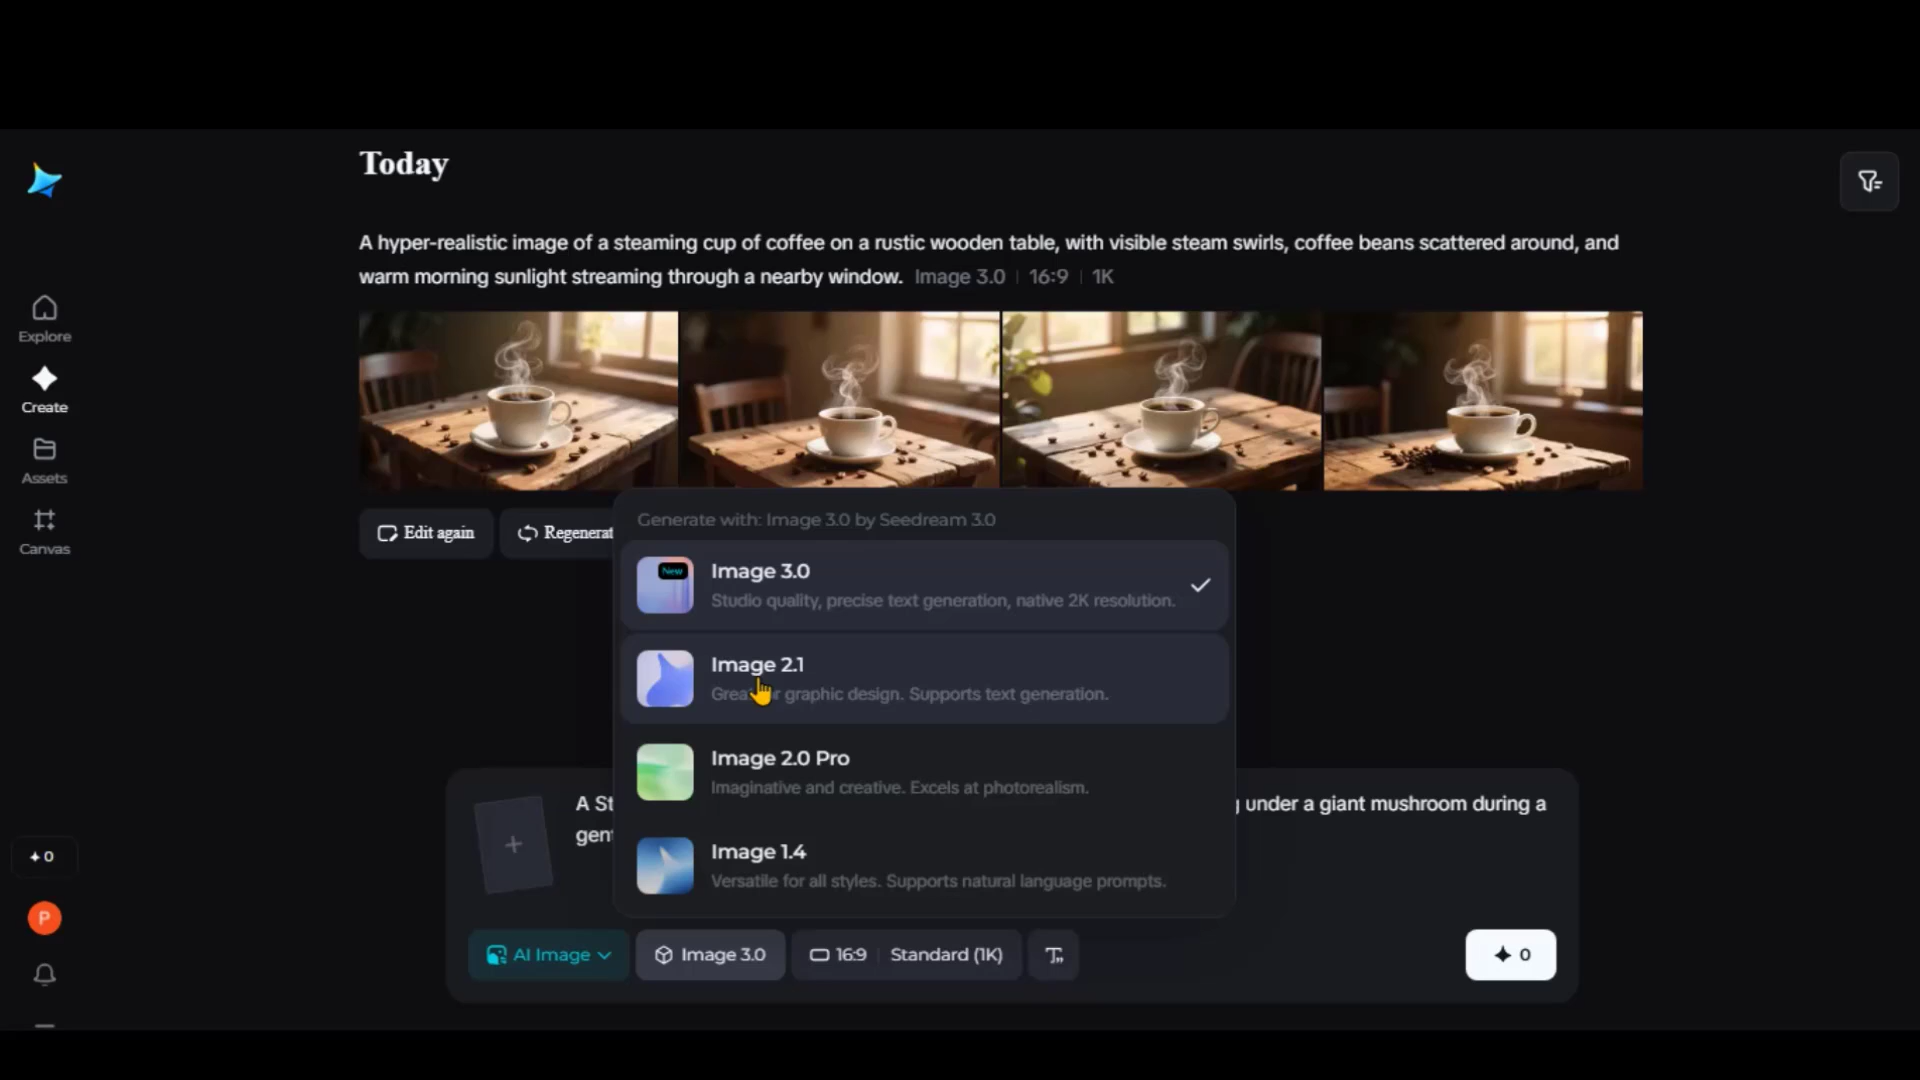 Today
A hyper-realistic image of a steaming cup of coffee on a rustic wooden table, with visible steam swirls, coffee beans scattered around, and
warm morning sunlight streaming through a nearby window. Image 3.0 | 16:9 | 1K
Explore
Create
Assets
Canvas
Edit again
Regenerat
Generate with: Image 3.0 by Seedream 3.0
New
Image 3.0
Studio quality, precise text generation, native 2K resolution.
Image 2.1
graphic design. Supports text generation.
Image 2.0 Pro
Imaginative and creative. Excels at photorealism.
Image 1.4
Versatile for all styles. Supports natural language prompts.
A St
under a giant mushroom during a
gen
0
P
AI Image
Image 3.0
16:9
Standard (1K)
T
0